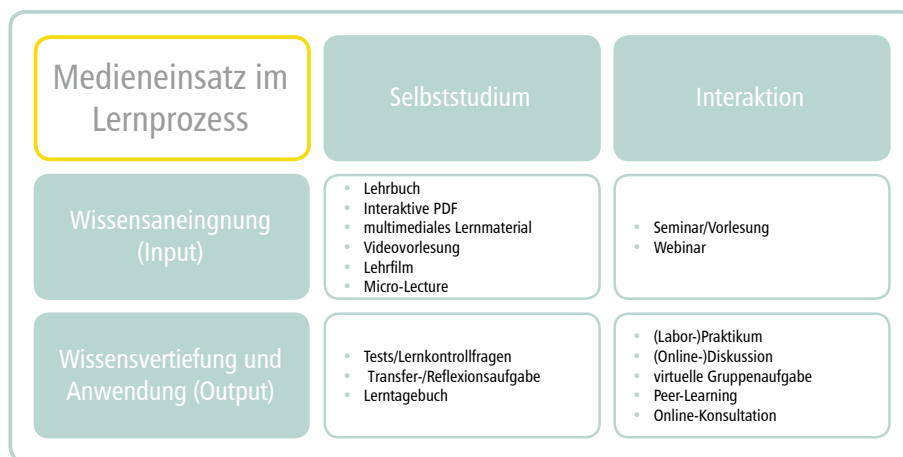 Medieneinsatz im
Lernprozess
Selbststudium
Interaktion
Wissensaneingnung
(Input)
• Lehrbuch
• Interaktive PDF
• multimediales Lernmaterial
• Videovorlesung
• Lehrfilm
• Micro-Lecture
• Seminar/Vorlesung
• Webinar
Wissensvertiefung und
Anwendung (Output)
• Tests/Lernkontrollfragen
• Transfer-/Reflexionsaufgabe
• Lerntagebuch
• (Labor-)Praktikum
• (Online-)Diskussion
• virtuelle Gruppenaufgabe
• Peer-Learning
• Online-Konsultation